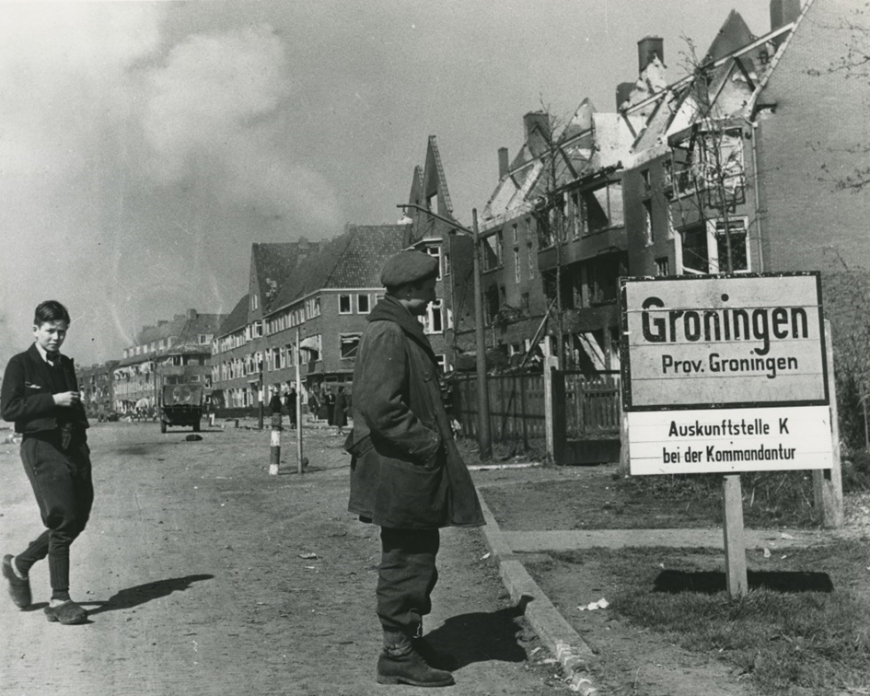 Groningen
Prov. Groningen
Auskunftstelle K
bei der Kommandantur